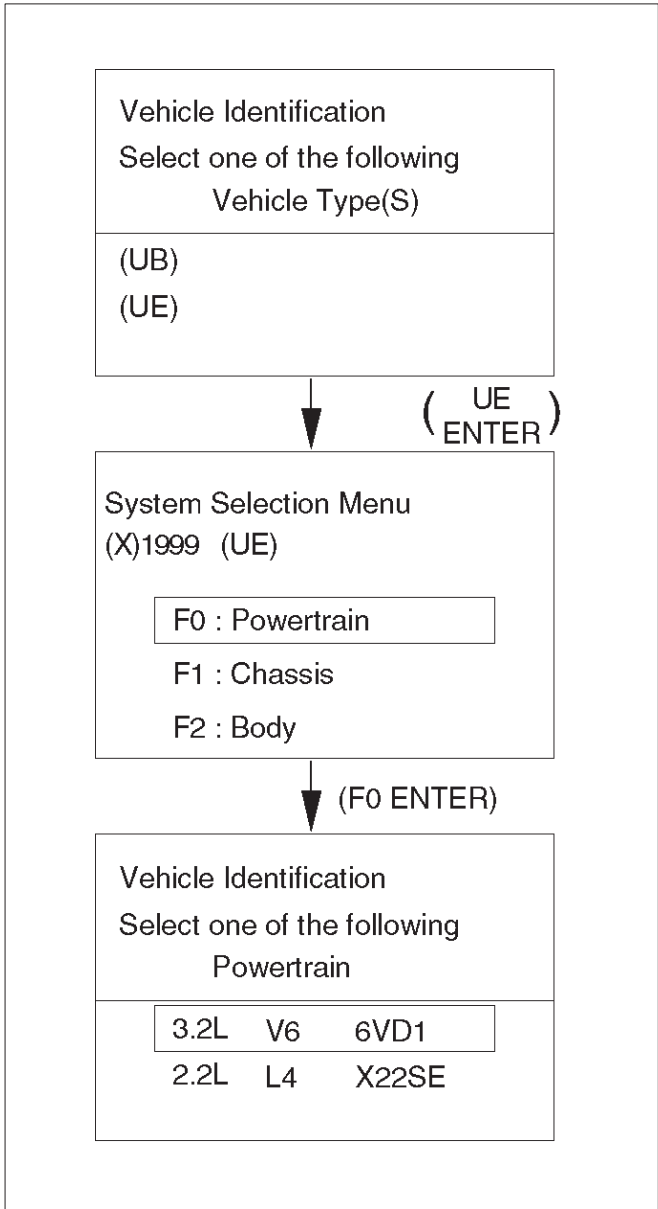 Vehicle Identification
Select one of the following
Vehicle Type(S)
(UB)
(UE)
( UE
ENTER )
System Selection Menu
(X)1999 (UE)
F0 : Powertrain
F1 : Chassis
F2 : Body
(F0 ENTER)
Vehicle Identification
Select one of the following
Powertrain
3.2L V6 6VD1
2.2L L4 X22SE